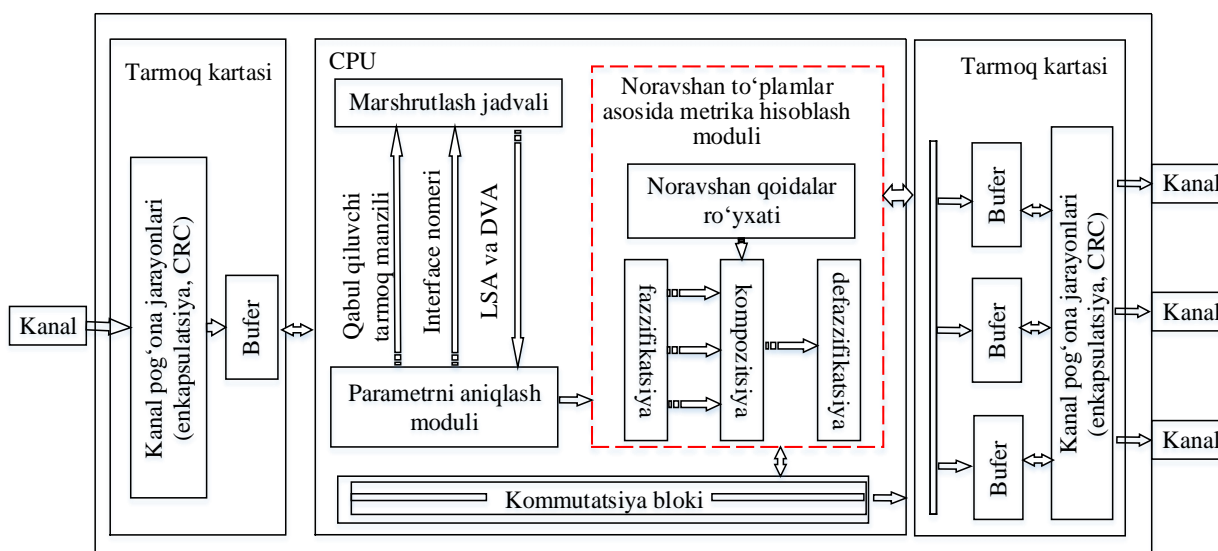 Tarmoq kartasi
Kanal
Kanal pog‘ona jarayonlari
(enkapsulatsiya, CRC)
Bufer
CPU
Marshrutlash jadvali
Qabul qiluvchi
tarmoq manzili
Interface nomeri
LSA va DVA
Parametrni aniqlash
moduli
Noravshan to‘plamlar
asosida metrika hisoblash
moduli
Noravshan qoidalar
ro‘yxati
fazzifikatsiya
kompozitsiya
defazzifikatsiya
Kommutatsiya bloki
Tarmoq kartasi
Bufer
Bufer
Bufer
Kanal pog‘ona jarayonlari
(enkapsulatsiya, CRC)
Kanal
Kanal
Kanal